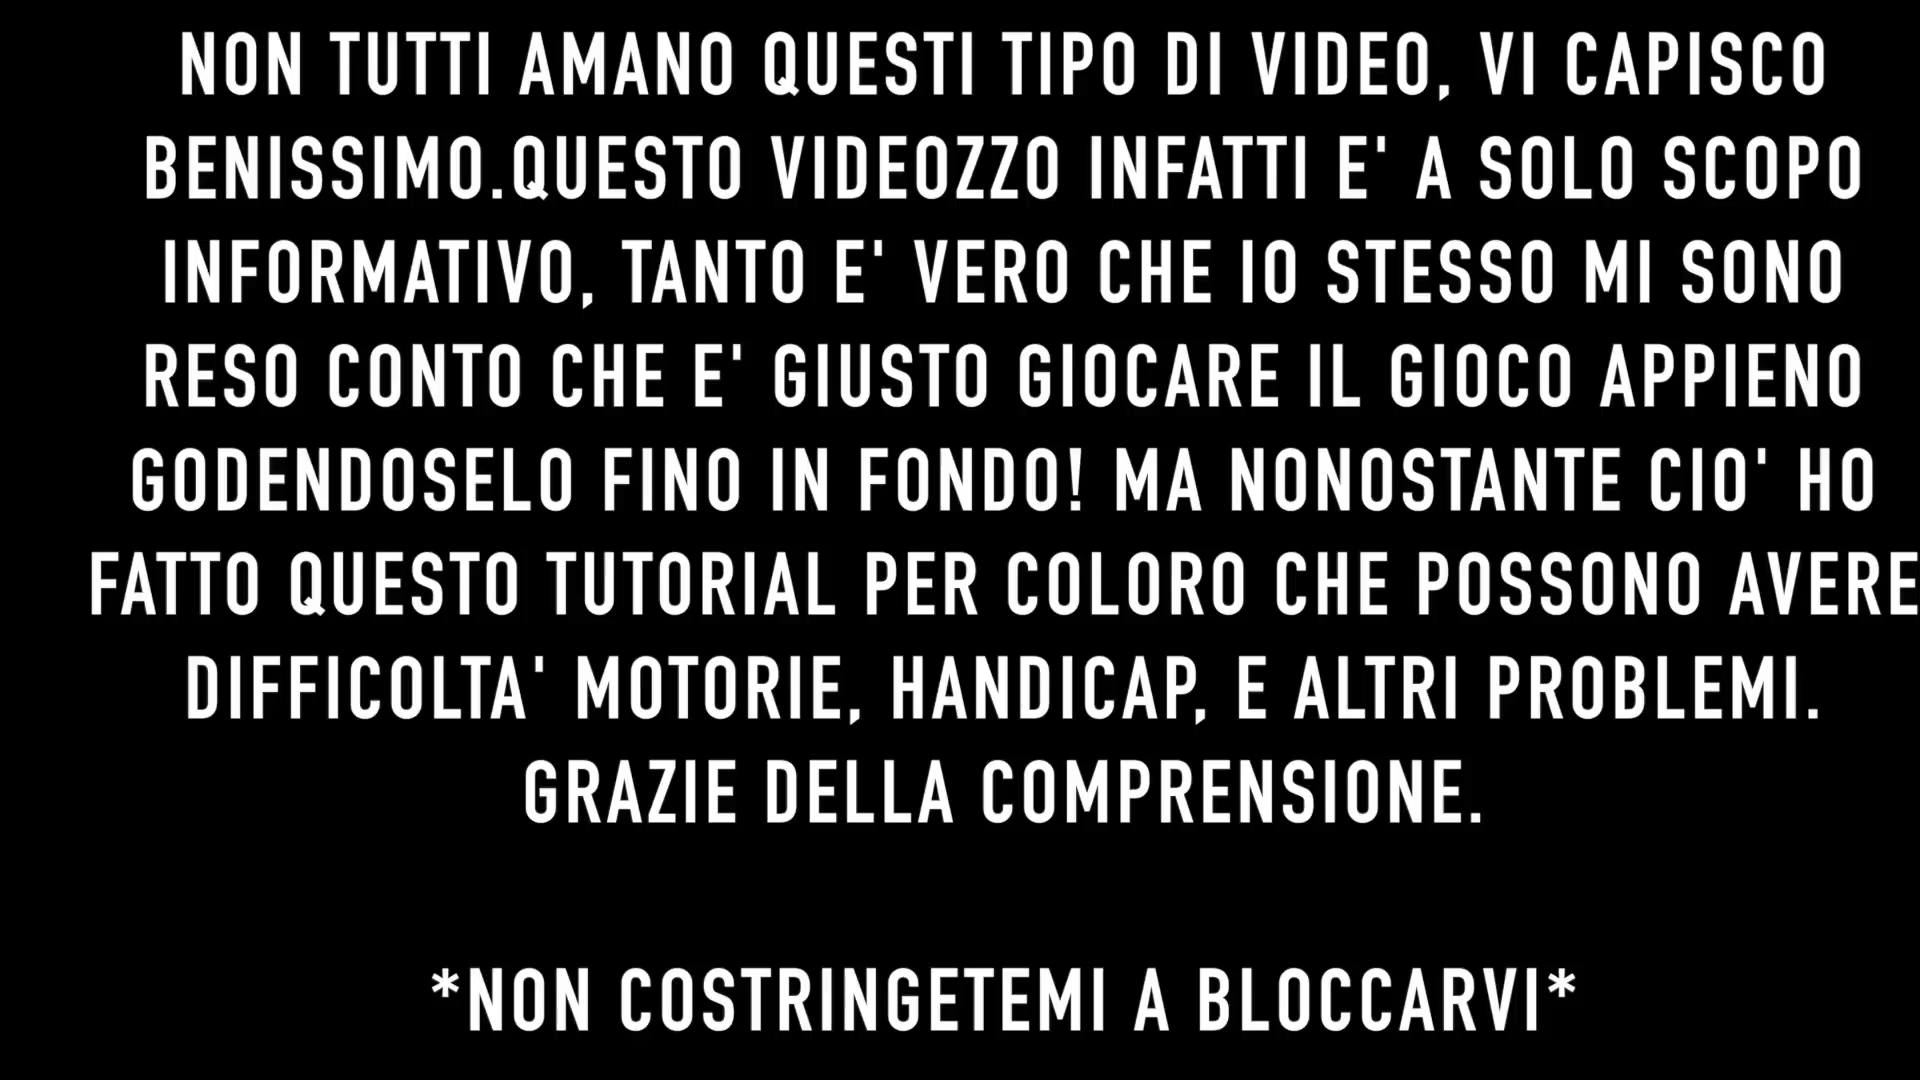 NON TUTTI AMANO QUESTI TIPO DI VIDEO, VI CAPISCO
BENISSIMO.QUESTO VIDEOZZO INFATTI E' A SOLO SCOPO
INFORMATIVO, TANTO E' VERO CHE IO STESSO MI SONO
RESO CONTO CHE E' GIUSTO GIOCARE IL GIOCO APPIENO
GODENDOSELO FINO IN FONDO! MA NONOSTANTE CIO' HO
FATTO QUESTO TUTORIAL PER COLORO CHE POSSONO AVERE
DIFFICOLTA' MOTORIE, HANDICAP, E ALTRI PROBLEMI.
GRAZIE DELLA COMPRENSIONE.
*NON COSTRINGETEMI A BLOCCARVI*